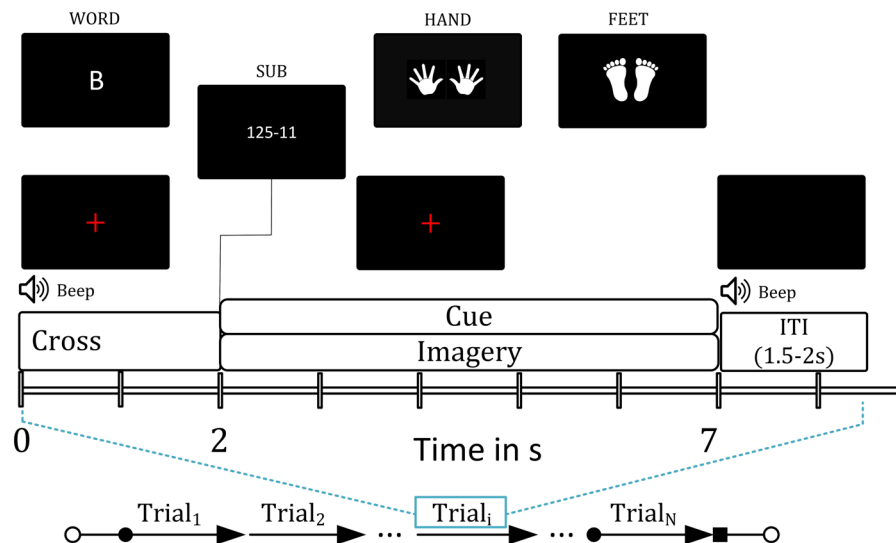 WORD
HAND
FEET
SUB
B
125-11
Beep
Beep
Cross
Cue
Imagery
ITI
(1.5-2s)
0
2
7
Time in s
Trial₁
Trial₂
...
Trialᵢ
...
Trial_N